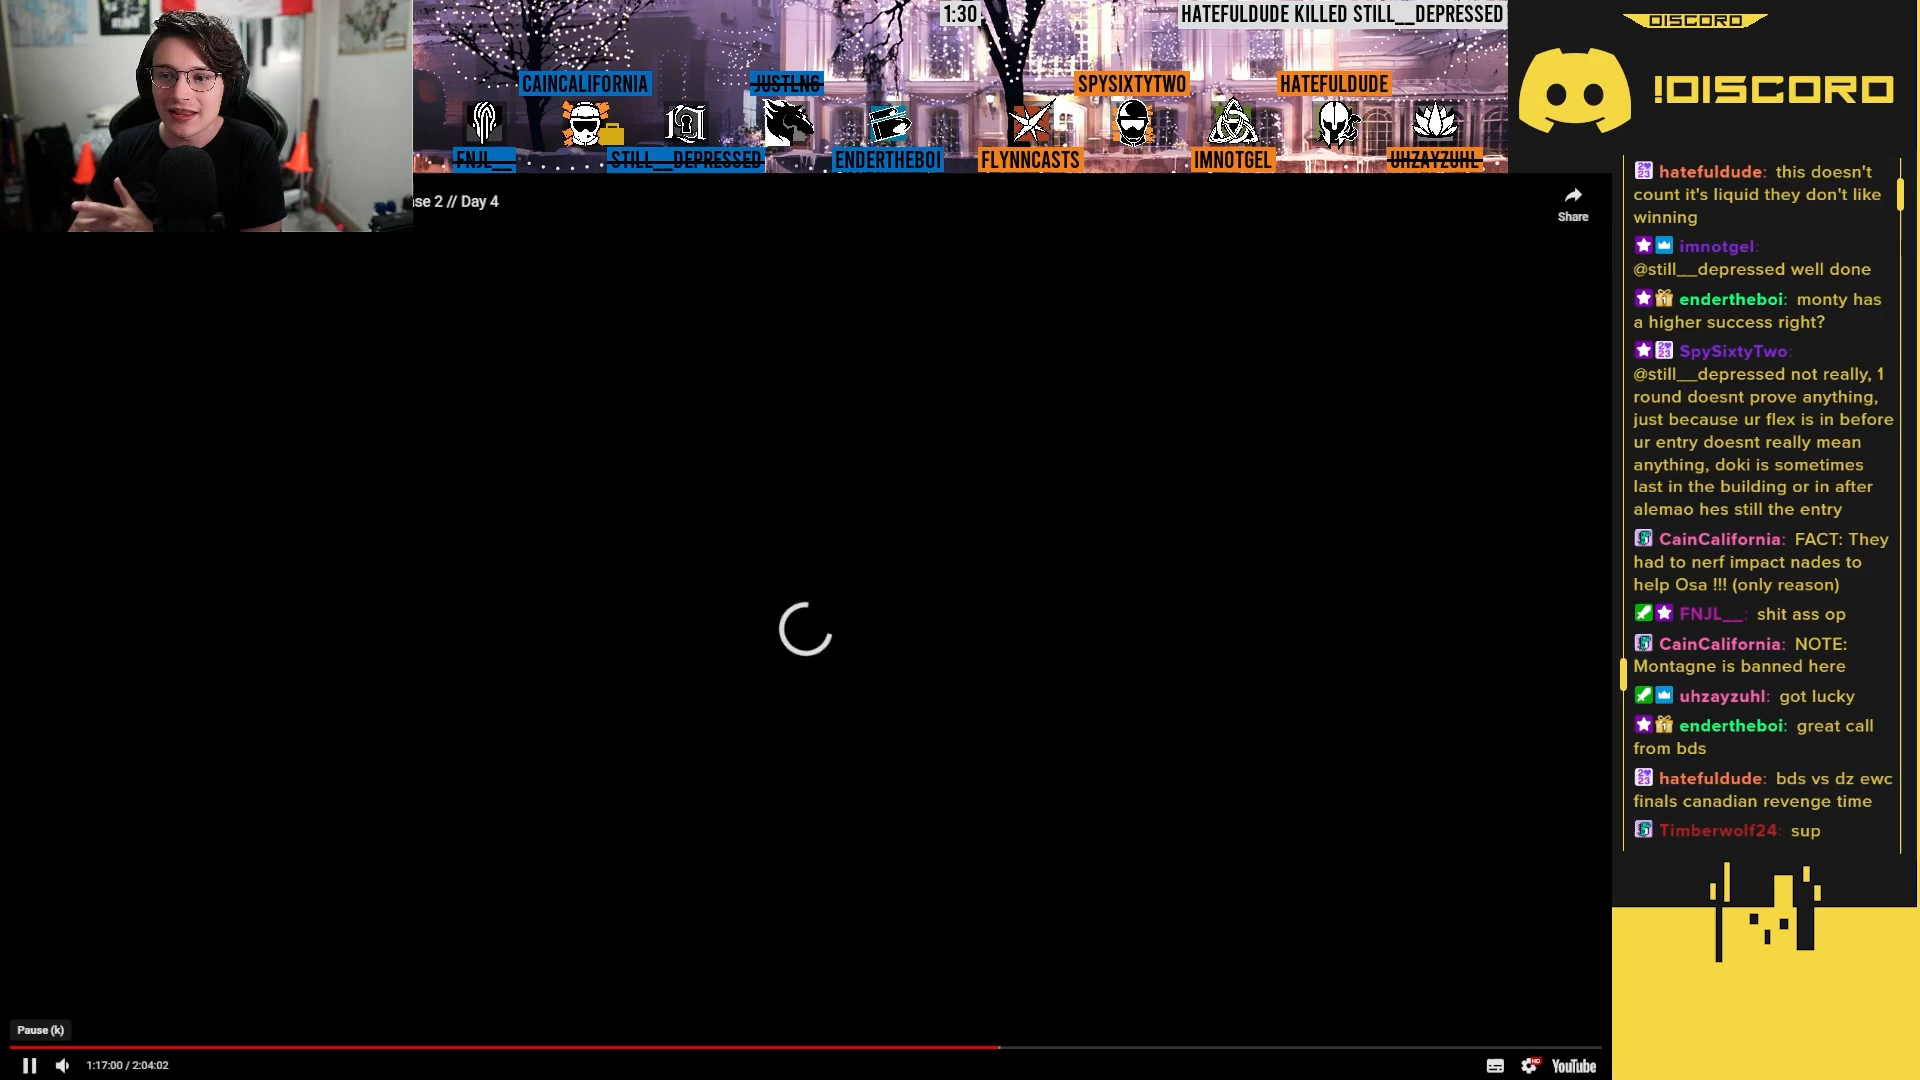 1:30
HATEFULDUDE KILLED STILL__DEPRESSED
CAINCALIFORNIA
JUSTLNG
SPYSIXTYTWO
HATEFULDUDE
FNJL__
STILL__DEPRESSED
ENDERTHEBOI
FLYNNCASTS
IMNOTGEL
UHZAYZUHL
se 2 // Day 4
Share
DISCORD
!DISCORD
hatefuldude: this doesn't
count it's liquid they don't like
winning
imnotgel:
@still__depressed well done
endertheboi: monty has
a higher success right?
SpySixtyTwo:
@still__depressed not really, 1
round doesnt prove anything,
just because ur flex is in before
ur entry doesnt really mean
anything, doki is sometimes
last in the building or in after
alemao hes still the entry
CainCalifornia: FACT: They
had to nerf impact nades to
help Osa !!! (only reason)
FNJL__: shit ass op
CainCalifornia: NOTE:
Montagne is banned here
uhzayzuhl: got lucky
endertheboi: great call
from bds
hatefuldude: bds vs dz ewc
finals canadian revenge time
Timberwolf24: sup
Pause (k)
1:17:00 / 2:04:02
HD
YouTube